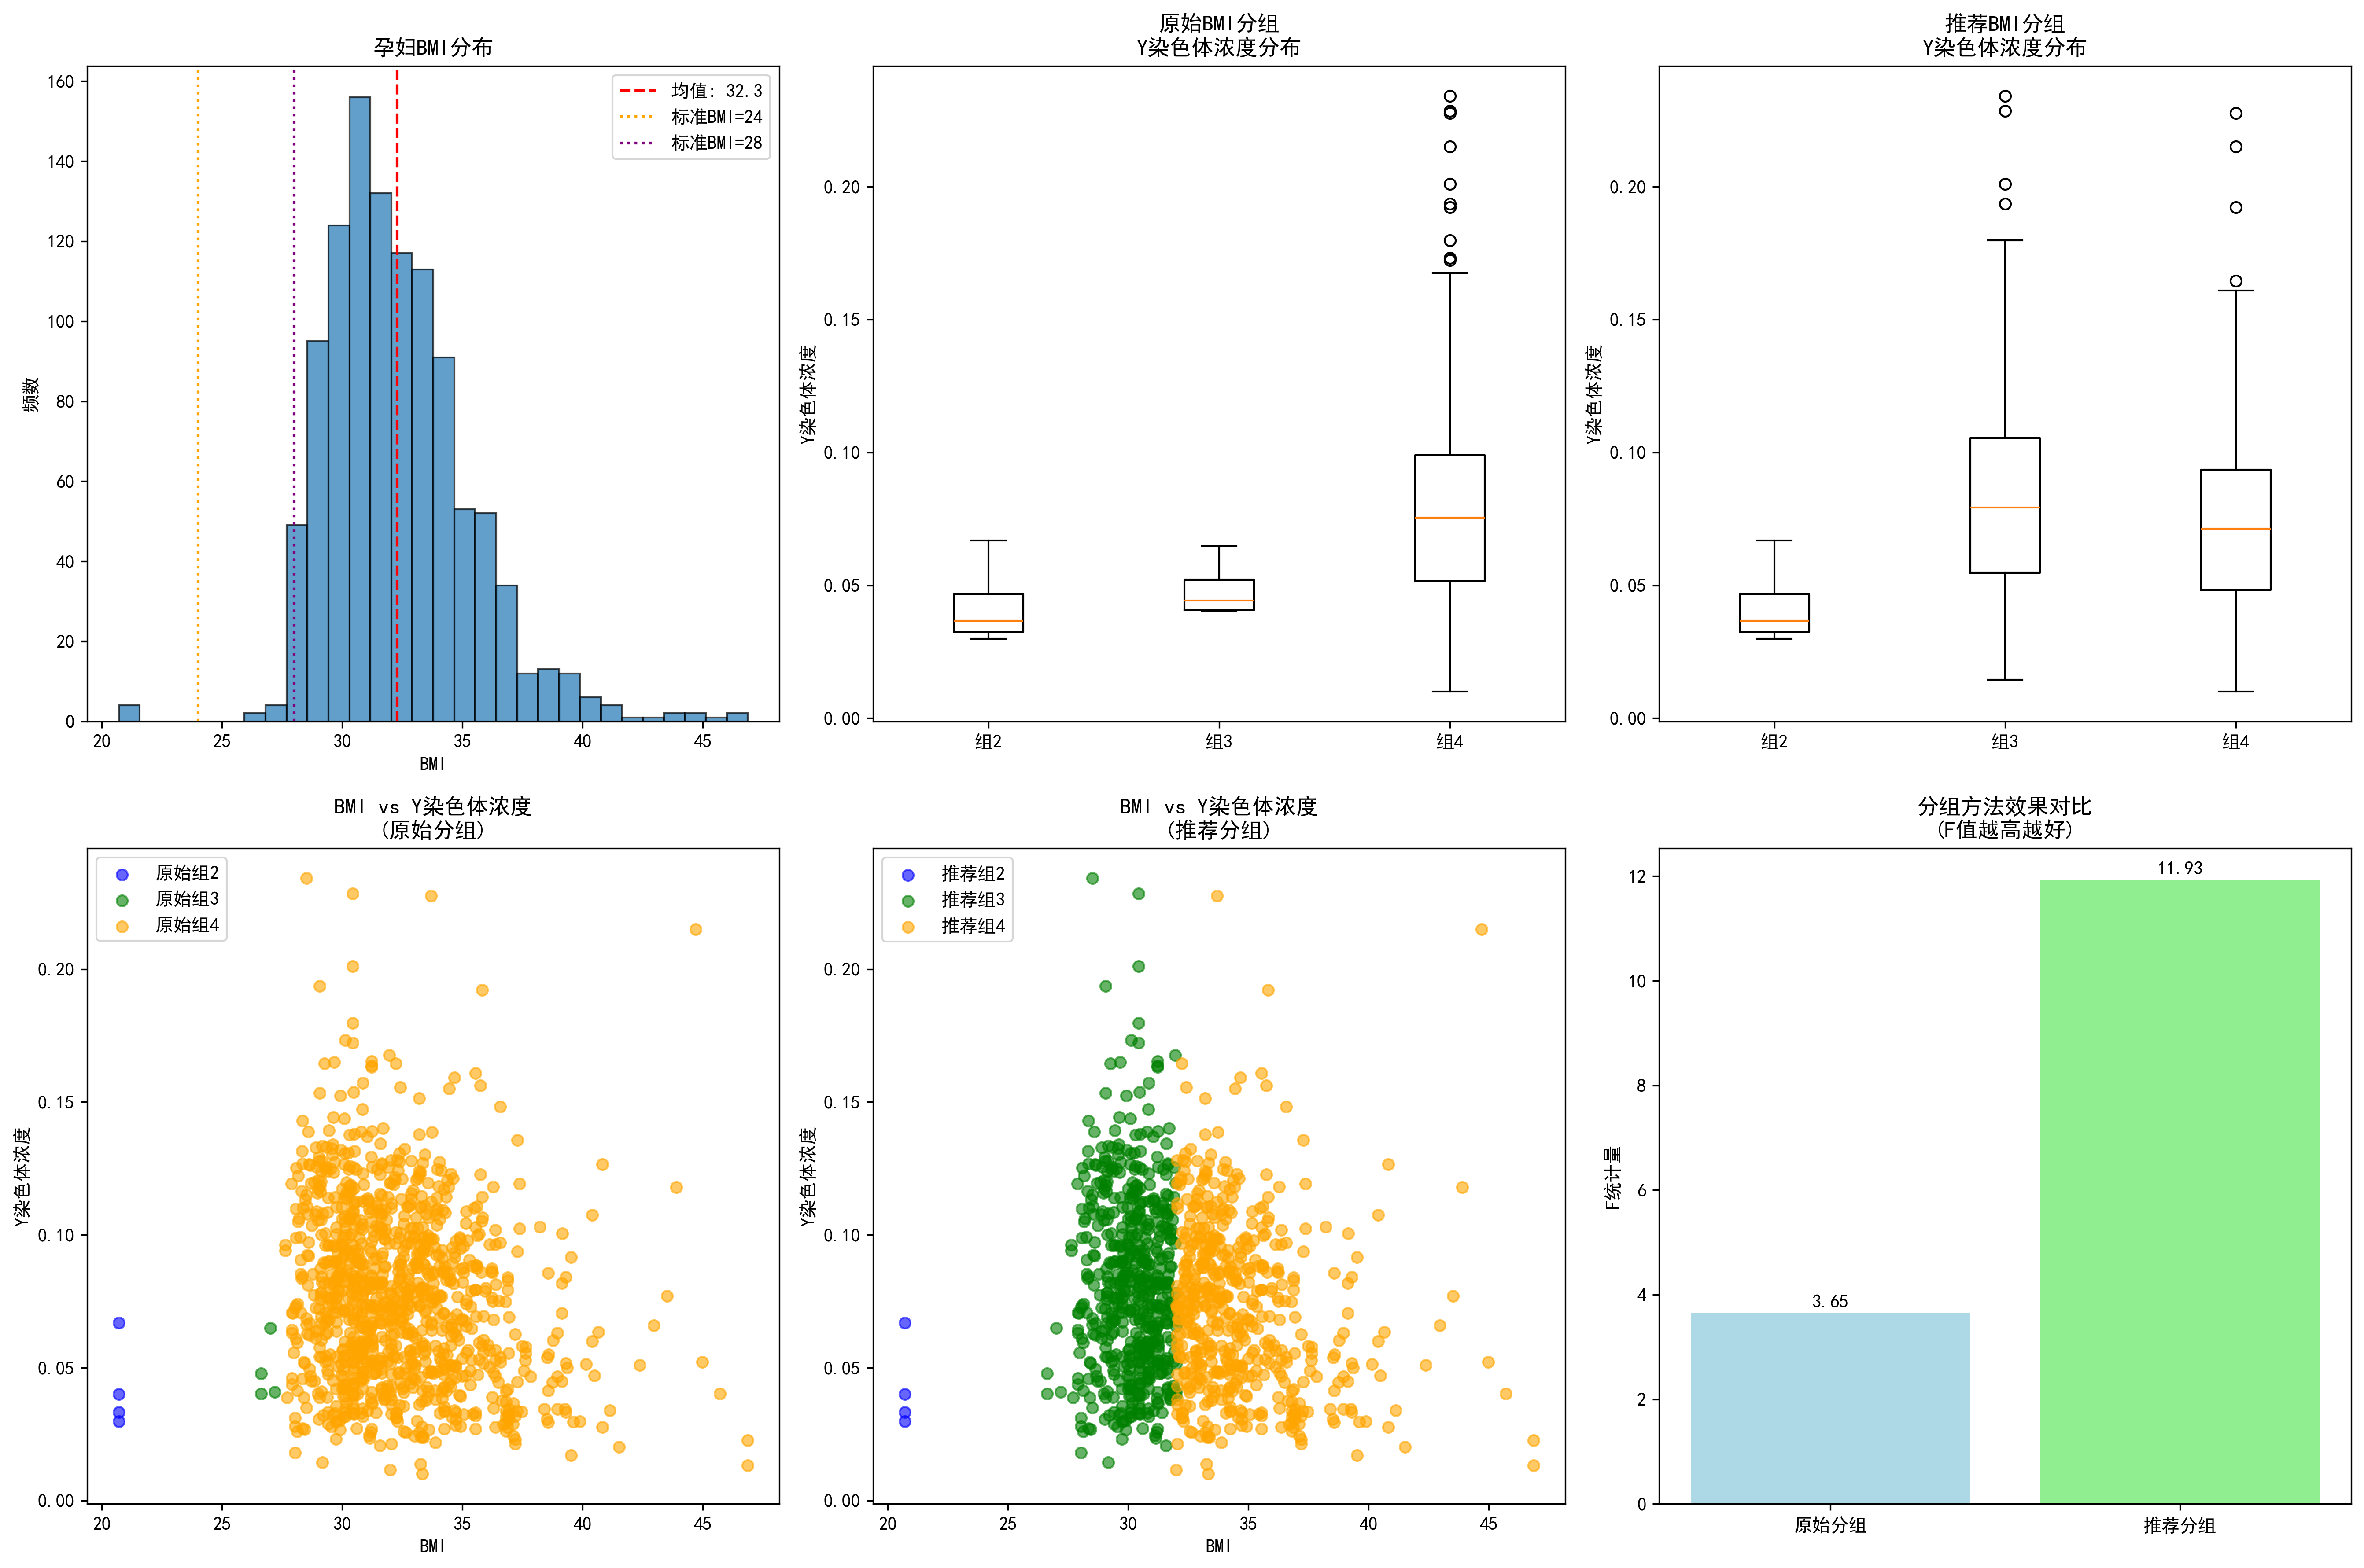 孕妇BMI分布
160
140
120
100
80
60
40
20
0
频数
20
25
30
35
40
45
BMI
均值: 32.3
标准BMI=24
标准BMI=28
原始BMI分组
Y染色体浓度分布
0.20
0.15
0.10
0.05
0.00
Y染色体浓度
组2
组3
组4
推荐BMI分组
Y染色体浓度分布
0.20
0.15
0.10
0.05
0.00
Y染色体浓度
组2
组3
组4
BMI vs Y染色体浓度
(原始分组)
原始组2
原始组3
原始组4
0.20
0.15
0.10
0.05
0.00
Y染色体浓度
20
25
30
35
40
45
BMI
BMI vs Y染色体浓度
(推荐分组)
推荐组2
推荐组3
推荐组4
0.20
0.15
0.10
0.05
0.00
Y染色体浓度
20
25
30
35
40
45
BMI
分组方法效果对比
(F值越高越好)
12
10
8
6
4
2
0
F统计量
3.65
11.93
原始分组
推荐分组